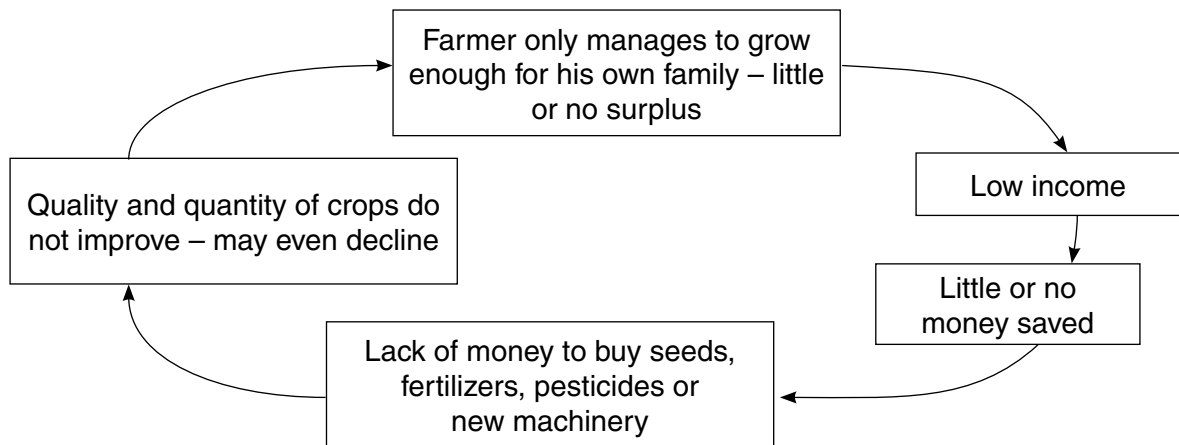 Farmer only manages to grow
enough for his own family – little
or no surplus
Low income
Little or no
money saved
Lack of money to buy seeds,
fertilizers, pesticides or
new machinery
Quality and quantity of crops do
not improve – may even decline